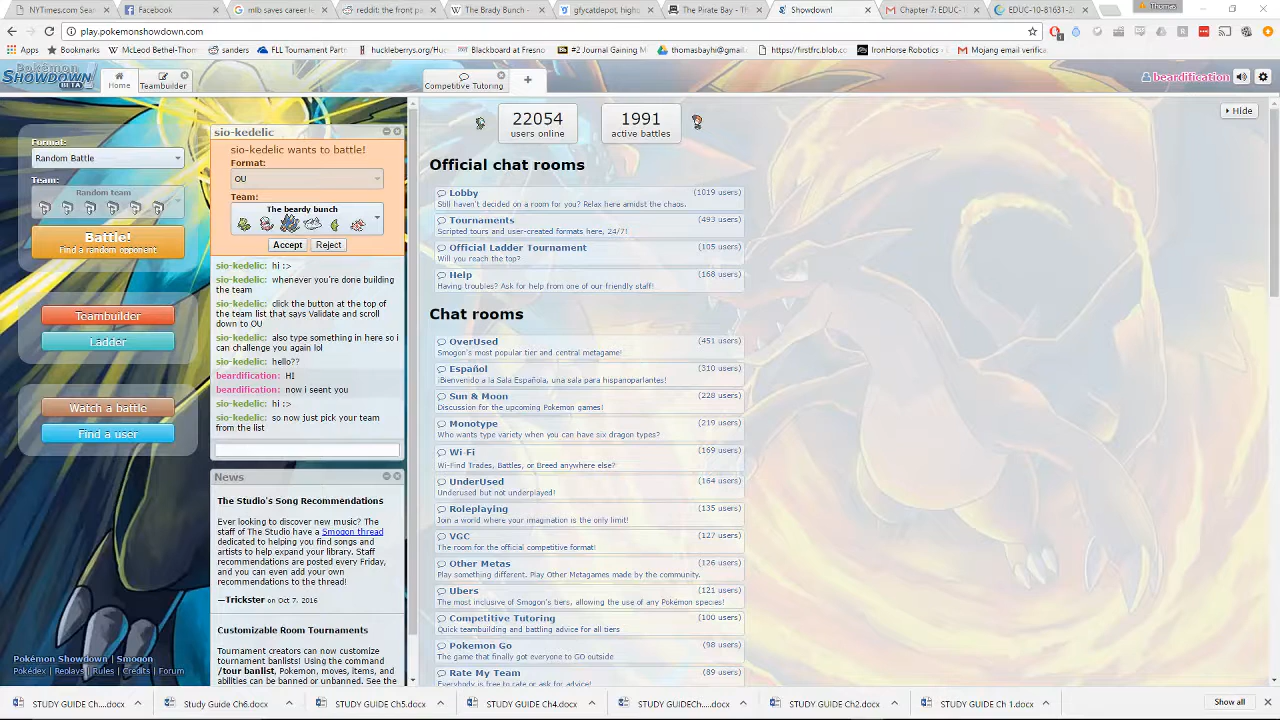 NYTimes.com Sear
Facebook
mlb saves career le
reddit: the front pa
The Brady Bunch -
gfycatdepot, highq
The Pirate Bay -
Showdown!
Chapter 7: EDUC-
EDUC-10-81631-2
Thomas
play.pokemonshowdown.com
Apps
Bookmarks
McLeod Bethel-Thom
sanders
FLL Tournament Perf
huckleberryhollow.com/
Blackboard at Fresno
#2 Journal Gaming M
thomasbyrnj@gmail.
https://firstfrc.blob.co
IronHorse Robotics -
Mojang email verifica
Pokémon
SHOWDOWN
BETA
Home
Teambuilder
Competitive Tutoring
+
beardification
Format:
Random Battle
Team:
Random team
Battle!
Find a random opponent
Teambuilder
Ladder
Watch a battle
Find a user
Pokémon Showdown | Smogon
Pokédex | Replays | Rules | Credits | Forum
sio-kedelic
sio-kedelic wants to battle!
Format:
OU
Team:
The beardy bunch
Accept
Reject
sio-kedelic: hi :>
sio-kedelic: whenever you're done building
the team
sio-kedelic: click the button at the top of
the team list that says Validate and scroll
down to OU
sio-kedelic: also type something in here so i
can challenge you again lol
sio-kedelic: hello??
beardification: HI
beardification: now i seent you
sio-kedelic: hi :>
sio-kedelic: so now just pick your team
from the list
News
The Studio's Song Recommendations
Ever looking to discover new music? The
staff of The Studio have a Smogon thread
dedicated to helping you find songs and
artists to help expand your library. Staff
recommendations are posted every Friday,
and you can even add your own
recommendations to the thread!
—Trickster on Oct 7, 2016
Customizable Room Tournaments
Tournament creators can now customize
tournament banlists! Using the command
/tour banlist, Pokemon, moves, items, and
abilities can be banned or unbanned. See the
22054
users online
1991
active battles
Hide
Official chat rooms
Lobby (1019 users)
Still haven't decided on a room for you? Relax here amidst the chaos.
Tournaments (493 users)
Scripted tours and user-created formats here, 24/7!
Official Ladder Tournament (105 users)
Will you reach the top?
Help (168 users)
Having troubles? Ask for help from one of our friendly staff!
Chat rooms
OverUsed (451 users)
Smogon's most popular tier and central metagame!
Español (310 users)
¡Bienvenido a la Sala Española, una sala para hispanoparlantes!
Sun & Moon (228 users)
Discussion for the upcoming Pokemon games!
Monotype (219 users)
Who wants type variety when you can have six dragon types?
Wi-Fi (169 users)
Wi-Find Trades, Battles, or Breed anywhere else?
UnderUsed (164 users)
Underused but not underplayed!
Roleplaying (135 users)
Join a world where your imagination is the only limit!
VGC (127 users)
The room for the official competitive format!
Other Metas (126 users)
Play something different. Play Other Metagames made by the community.
Ubers (121 users)
The most inclusive of Smogon's tiers, allowing the use of any Pokémon species!
Competitive Tutoring (100 users)
Quick teambuilding and battling advice for all tiers
Pokemon Go (98 users)
The game that finally got everyone to GO outside
Rate My Team (89 users)
Everybody is free to rate or ask for advice!
STUDY GUIDE Ch....docx
Study Guide Ch6.docx
STUDY GUIDE Ch5.docx
STUDY GUIDE Ch4.docx
STUDY GUIDECh....docx
STUDY GUIDE Ch2.docx
STUDY GUIDE Ch 1.docx
Show all